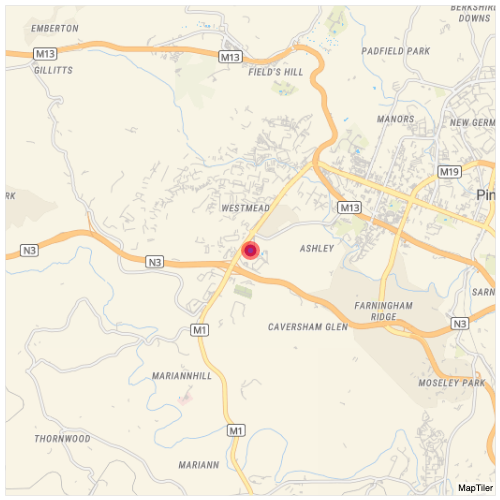 BERKSHIRE
DOWNS
EMBERTON
M13
M13
PADFIELD PARK
GILLITTS
FIELD'S HILL
MANORS
NEW GERM
M19
RK
Pin
WESTMEAD
M13
N3
ASHLEY
N3
SARN
FARNINGHAM
RIDGE
N3
M1
CAVERSHAM GLEN
MARIANNHILL
MOSELEY PARK
M1
THORNWOOD
MARIANN
MapTiler